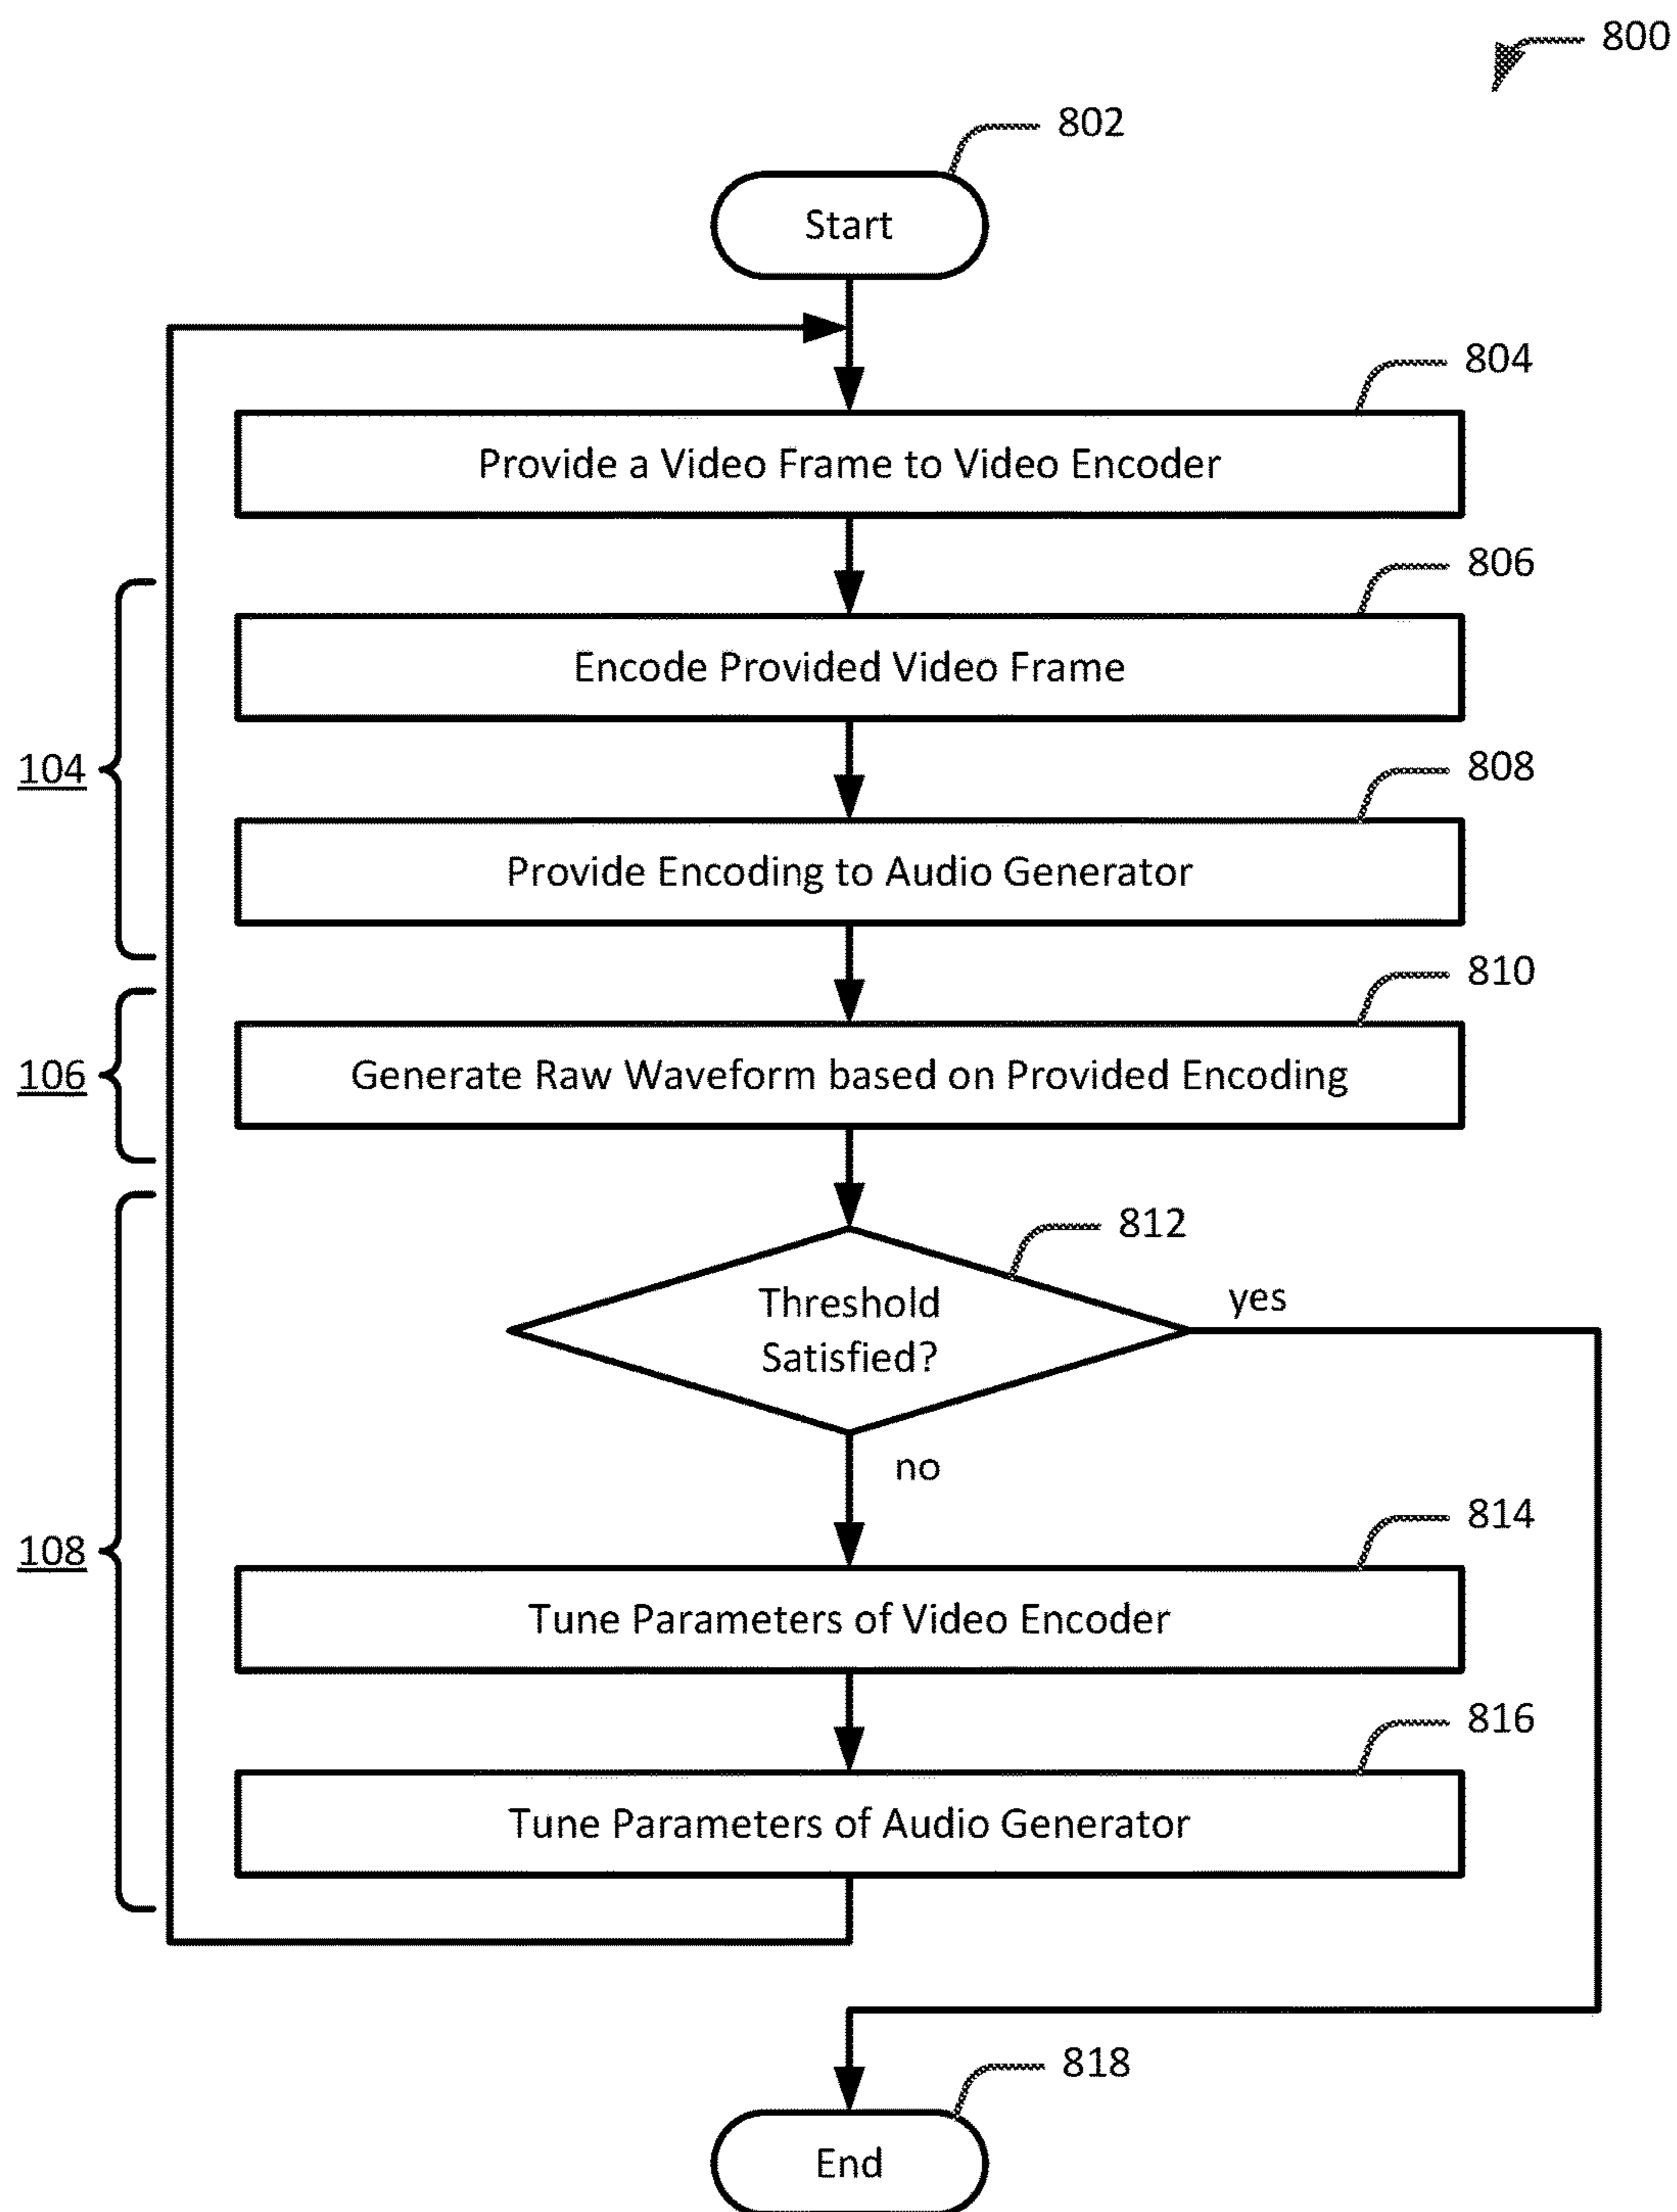 800
802
Start
804
Provide a Video Frame to Video Encoder
806
Encode Provided Video Frame
104
808
Provide Encoding to Audio Generator
810
106
Generate Raw Waveform based on Provided Encoding
812
Threshold
Satisfied?
yes
no
108
814
Tune Parameters of Video Encoder
816
Tune Parameters of Audio Generator
818
End